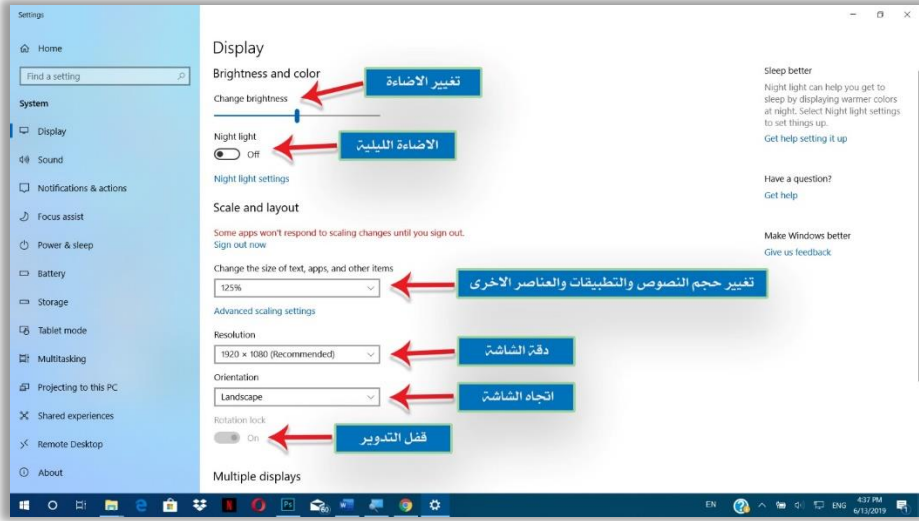 Settings
Home
Find a setting
System
Display
Sound
Notifications & actions
Focus assist
Power & sleep
Battery
Storage
Tablet mode
Multitasking
Projecting to this PC
Shared experiences
Remote Desktop
About
Display
Brightness and color
Change brightness
تغيير الاضاءة
Night light
Off
الاضاءة الليلية
Night light settings
Scale and layout
Some apps won't respond to scaling changes until you sign out.
Sign out now
Change the size of text, apps, and other items
125%
تغيير حجم النصوص والتطبيقات والعناصر الاخرى
Advanced scaling settings
Resolution
1920 × 1080 (Recommended)
دقة الشاشة
Orientation
Landscape
اتجاه الشاشة
Rotation lock
On
قفل التدوير
Multiple displays
Sleep better
Night light can help you get to
sleep by displaying warmer colors
at night. Select Night light settings
to set things up.
Get help setting it up
Have a question?
Get help
Make Windows better
Give us feedback
EN
ENG
4:37 PM
6/13/2019